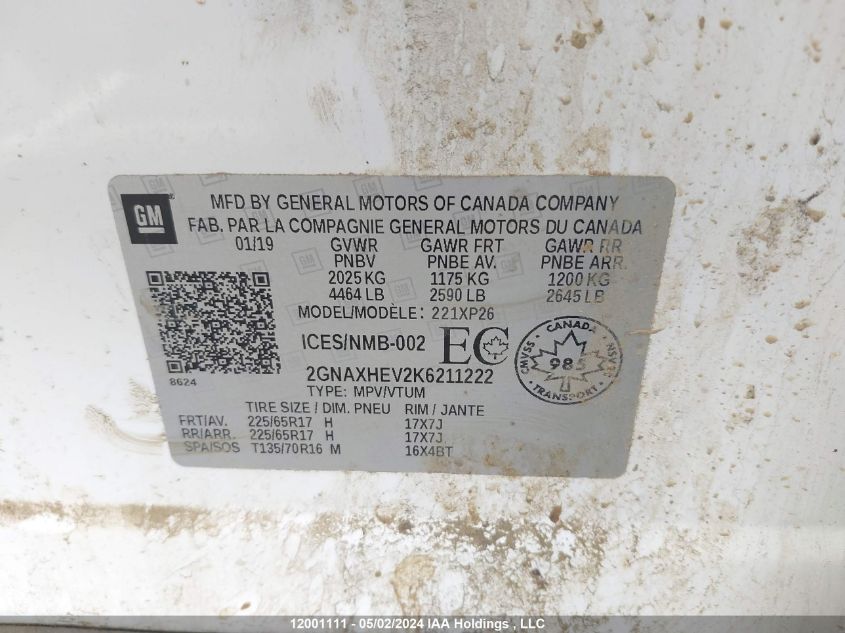 GM
MFD BY GENERAL MOTORS OF CANADA COMPANY
FAB. PAR LA COMPAGNIE GENERAL MOTORS DU CANADA
01/19 GVWR GAWR FRT GAWR RR
PNBV PNBE AV. PNBE ARR.
2025 KG 1175 KG 1200 KG
4464 LB 2590 LB 2645 LB
MODEL/MODÈLE: 221XP26
ICES/NMB-002 EC
CANADA
CMVSS 985 NSVAC
TRANSPORT
8624
2GNAXHEV2K6211222
TYPE: MPV/VTUM
TIRE SIZE / DIM. PNEU RIM / JANTE
FRT/AV. 225/65R17 H 17X7J
RR/ARR. 225/65R17 H 17X7J
SPA/SOS T135/70R16 M 16X4BT
12001111 - 05/02/2024 IAA Holdings , LLC